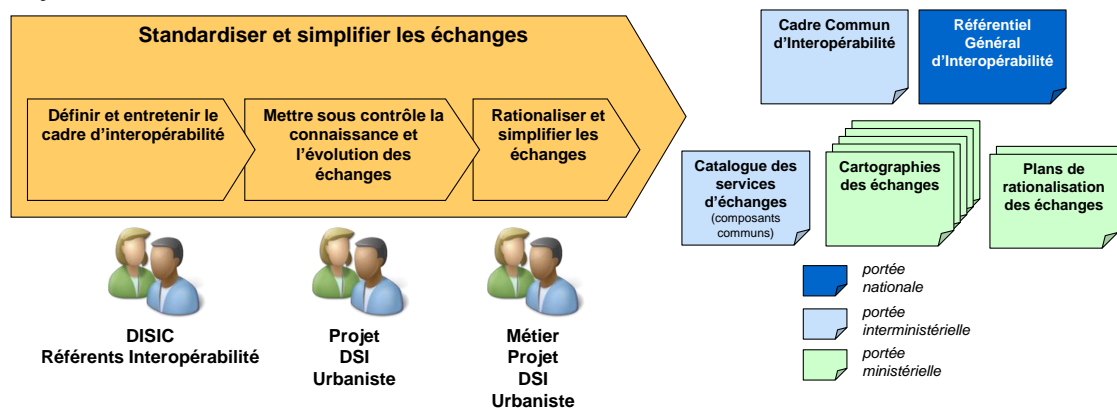 Standardiser et simplifier les échanges
Définir et entretenir le
cadre d'interopérabilité
Mettre sous contrôle la
connaissance et
l'évolution des
échanges
Rationaliser et
simplifier les
échanges
DISIC
Référents Interopérabilité
Projet
DSI
Urbaniste
Métier
Projet
DSI
Urbaniste
Cadre Commun
d'Interopérabilité
Référentiel
Général
d'Interopérabilité
Catalogue des
services
d'échanges
(composants
communs)
Cartographies
des échanges
Plans de
rationalisation
des échanges
portée
nationale
portée
interministérielle
portée
ministérielle